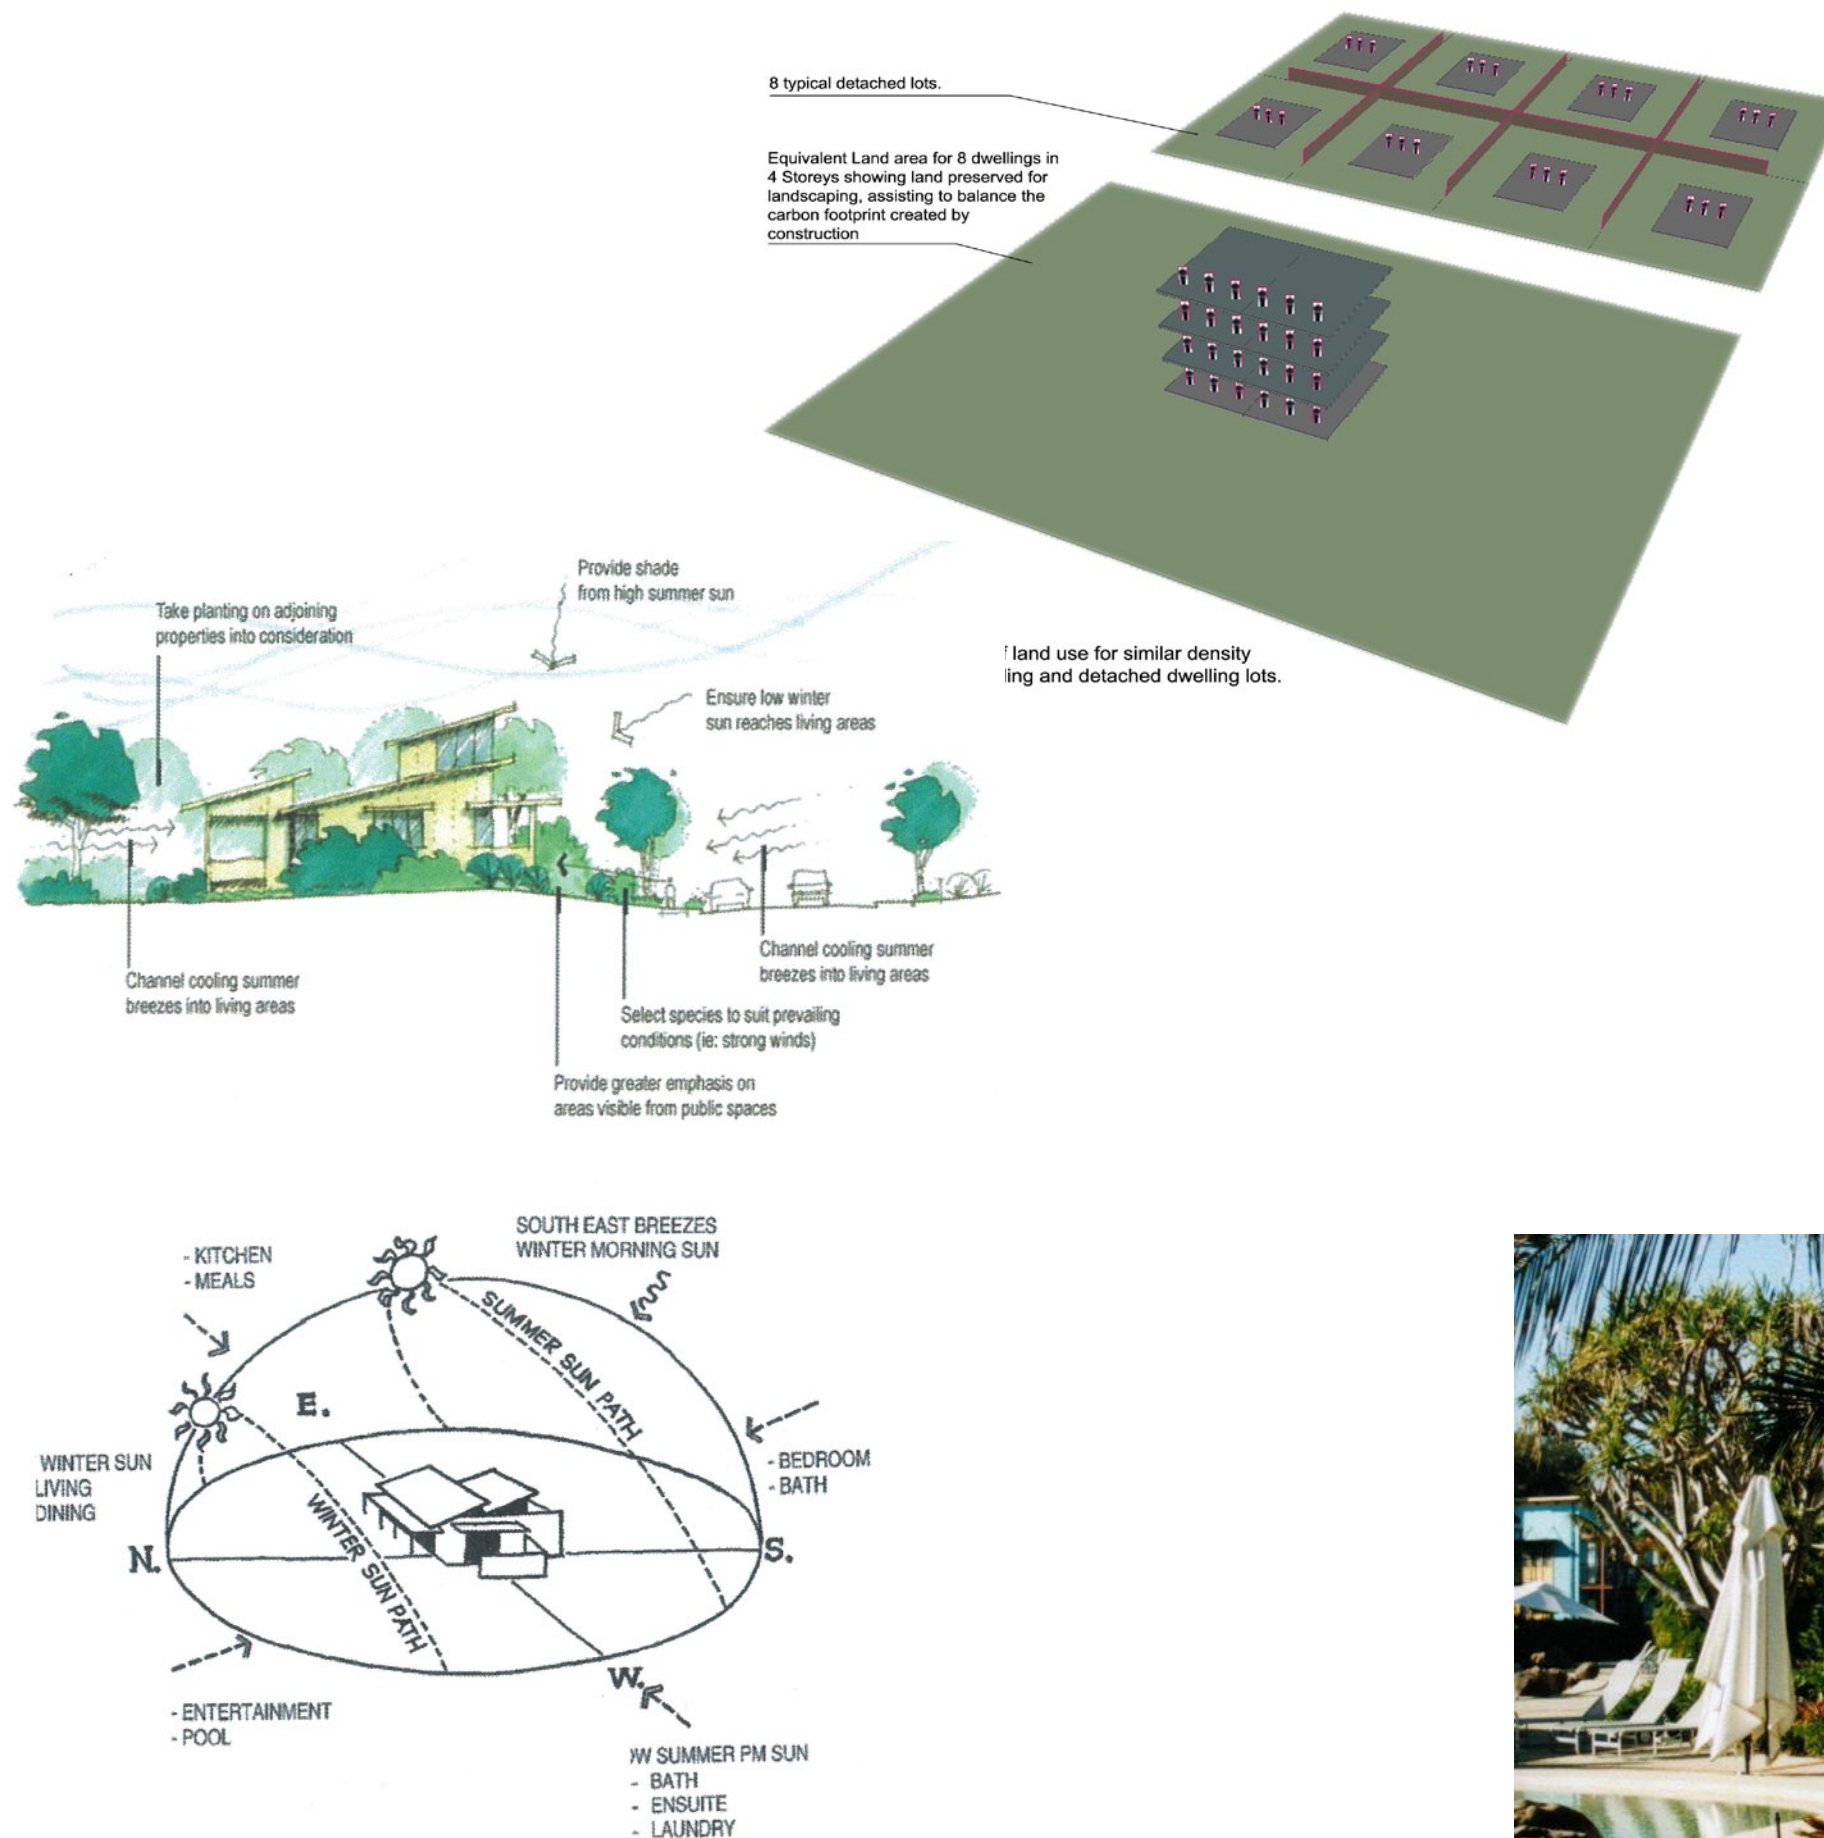 8 typical detached lots.
Equivalent Land area for 8 dwellings in
4 Storeys showing land preserved for
landscaping, assisting to balance the
carbon footprint created by
construction
land use for similar density
ling and detached dwelling lots.
Provide shade
from high summer sun
Take planting on adjoining
properties into consideration
Ensure low winter
sun reaches living areas
Channel cooling summer
breezes into living areas
Channel cooling summer
breezes into living areas
Select species to suit prevailing
conditions (ie: strong winds)
Provide greater emphasis on
areas visible from public spaces
SOUTH EAST BREEZES
WINTER MORNING SUN
- KITCHEN
- MEALS
SUMMER SUN PATH
E.
WINTER SUN
LIVING
DINING
- BEDROOM
- BATH
WINTER SUN PATH
N.
S.
W.
- ENTERTAINMENT
- POOL
W SUMMER PM SUN
- BATH
- ENSUITE
- LAUNDRY